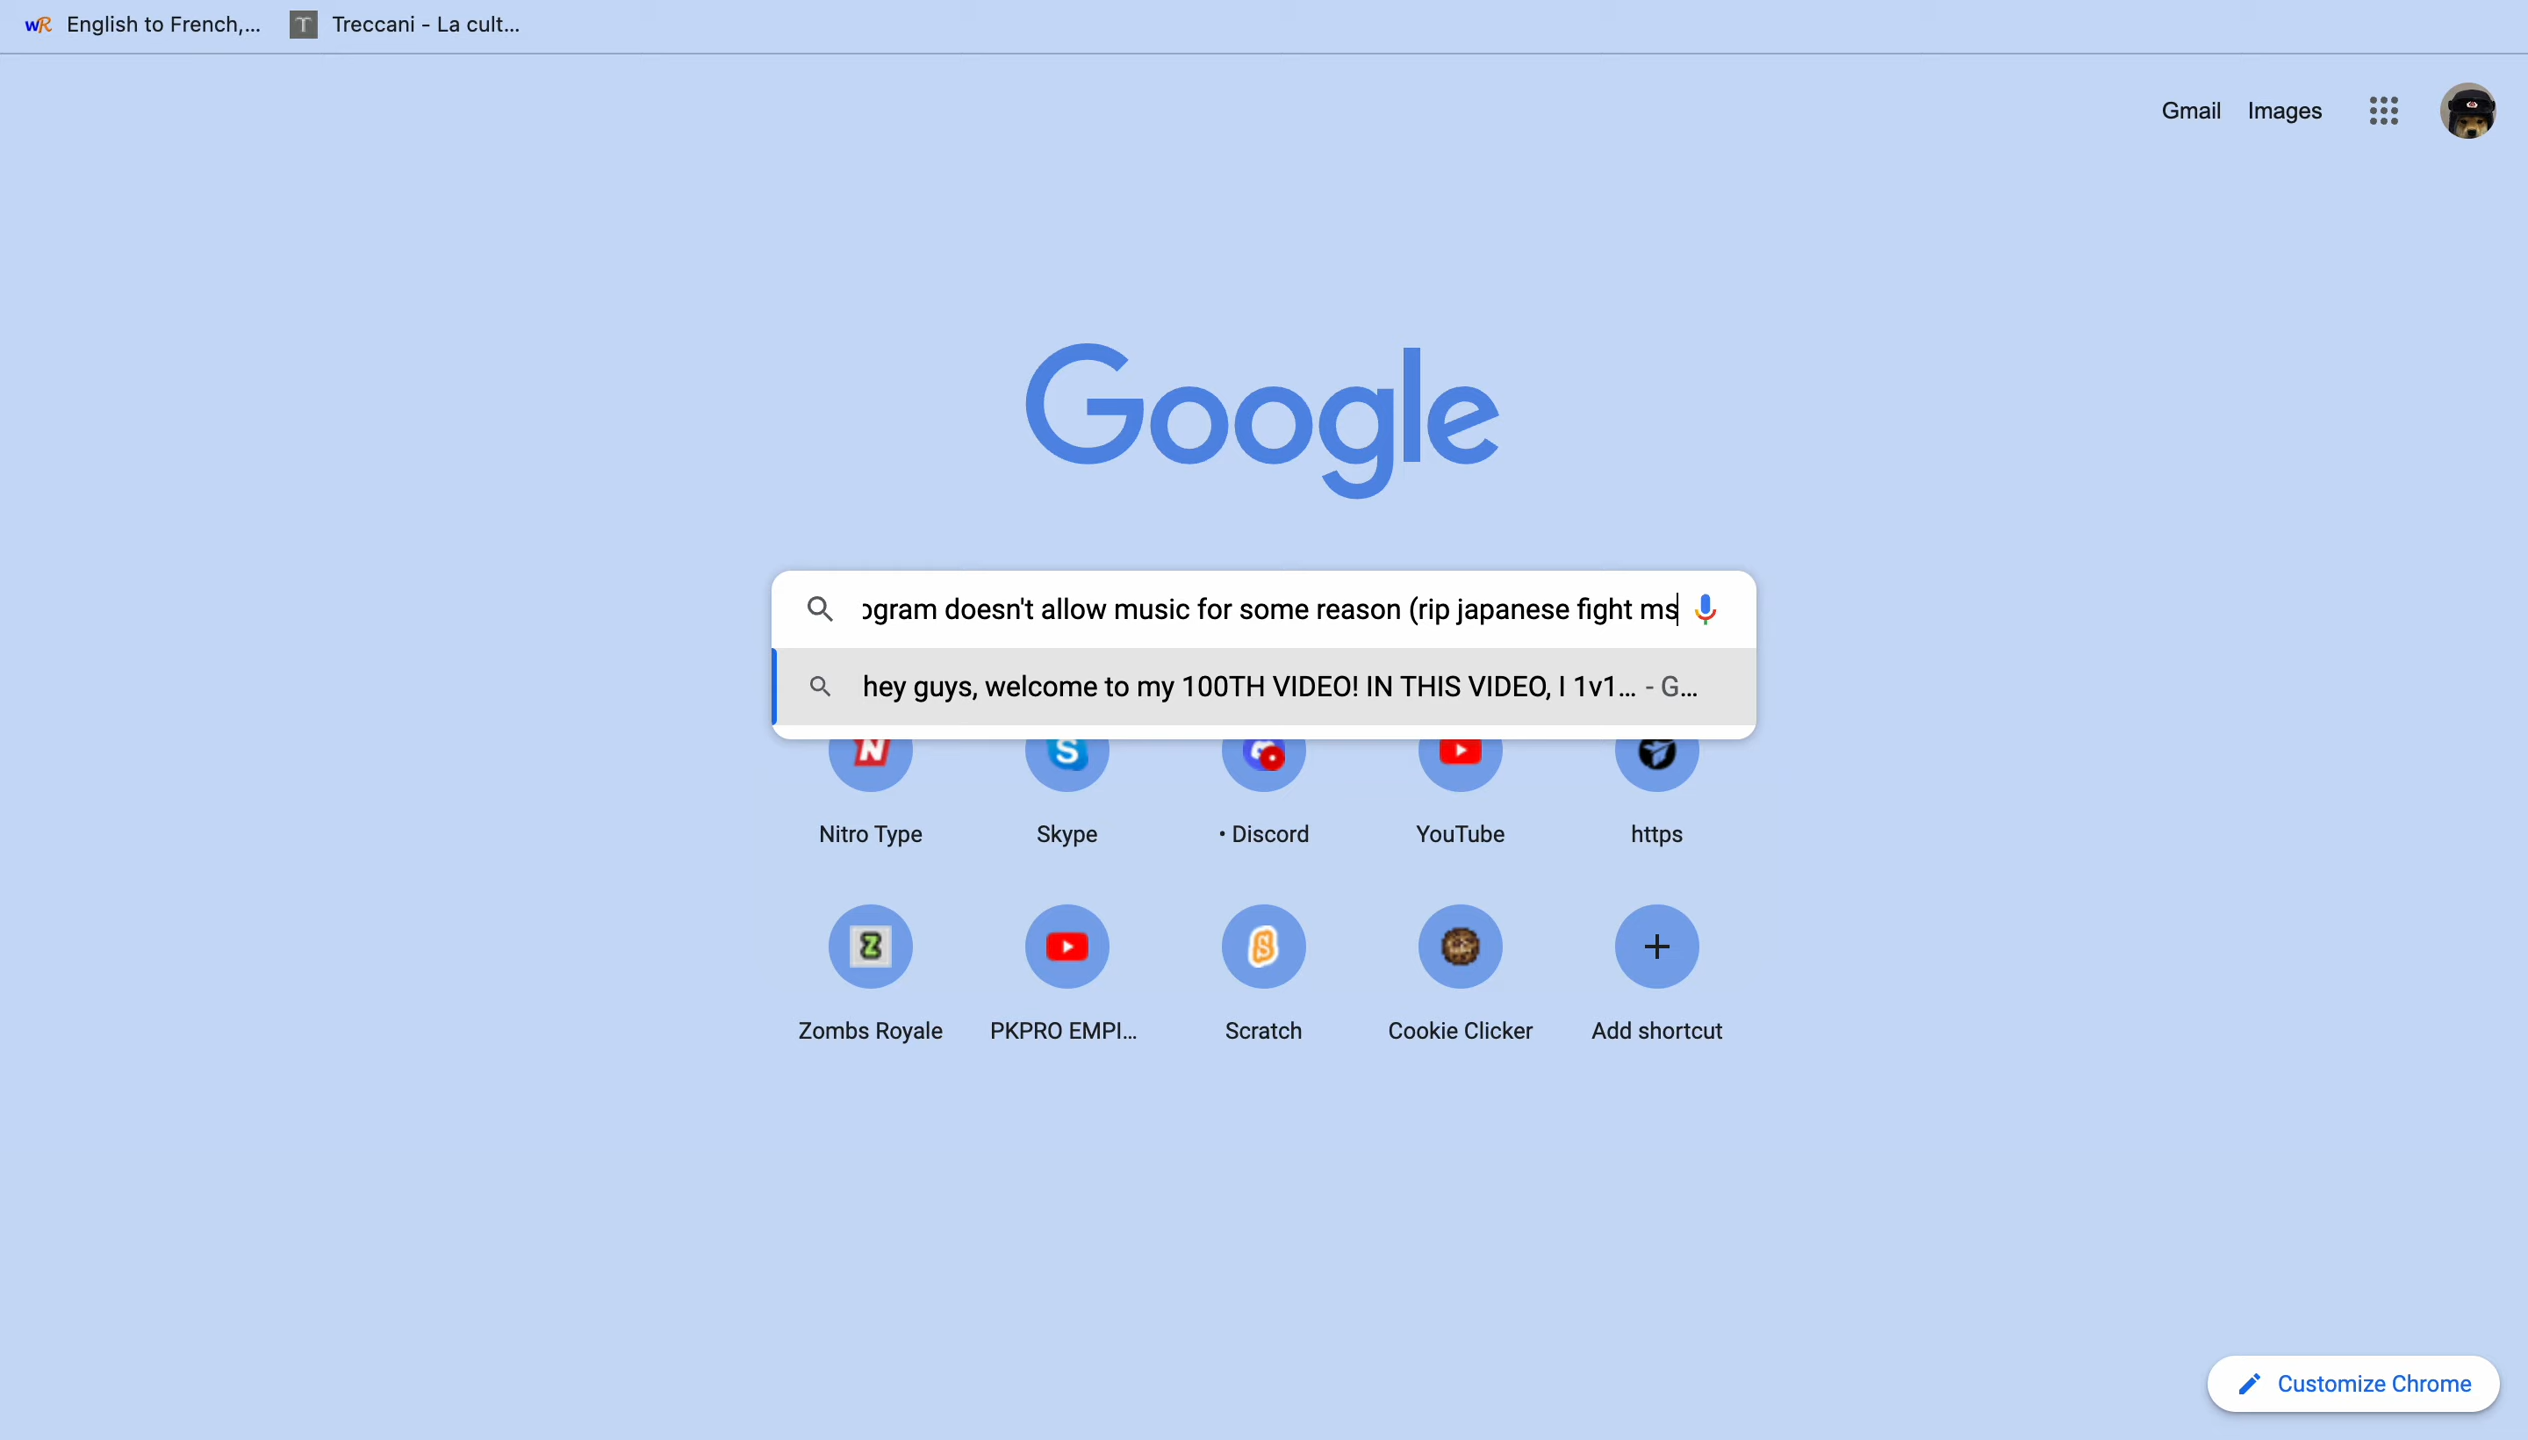 English to French,...
Treccani - La cult...
Gmail Images
Google
ogram doesn't allow music for some reason (rip japanese fight ms
hey guys, welcome to my 100TH VIDEO! IN THIS VIDEO, I 1v1... - G...
Nitro Type Skype • Discord YouTube https
Zombs Royale PKPRO EMPI... Scratch Cookie Clicker Add shortcut
Customize Chrome